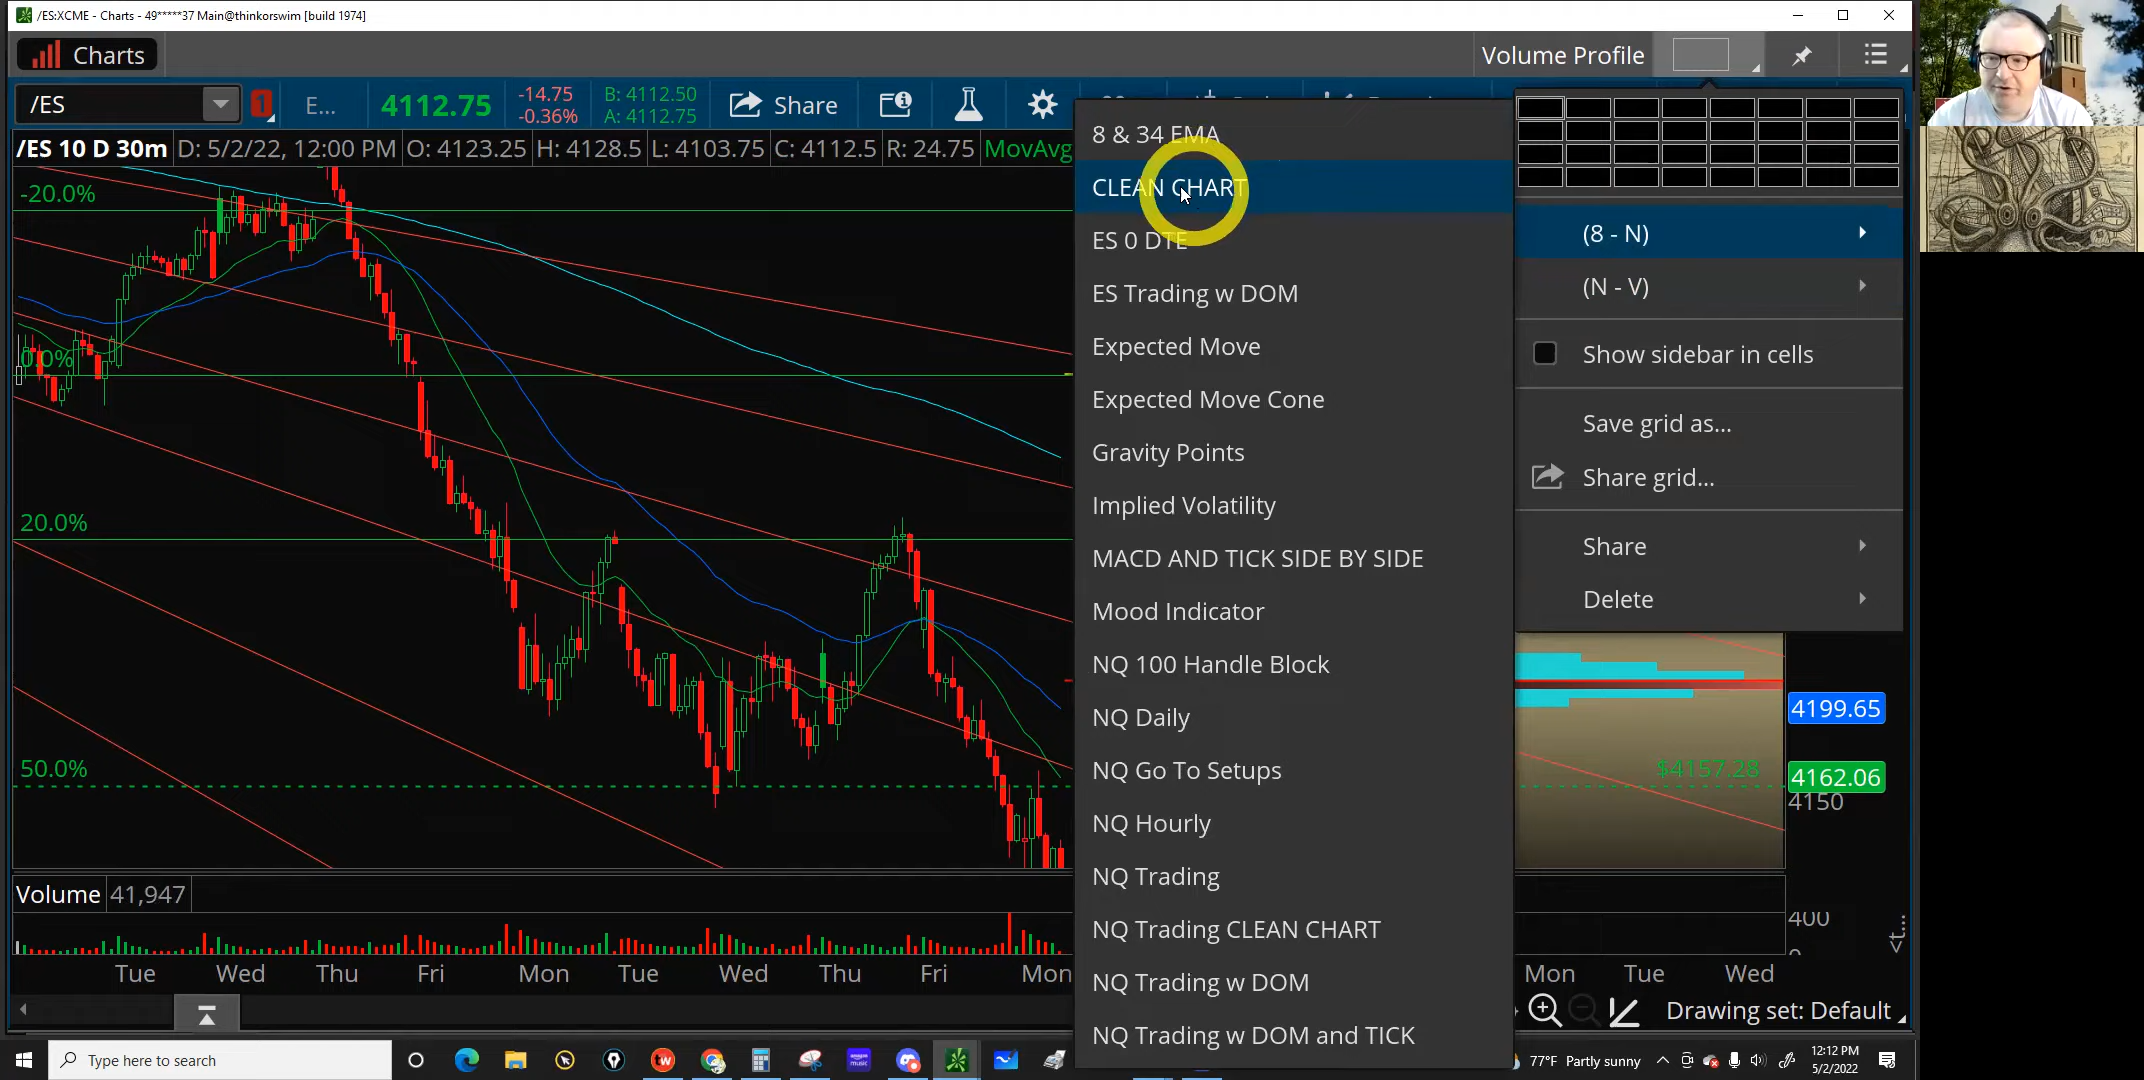 /ES:XCME - Charts - 49*****37 Main@thinkorswim [build 1974]
Charts
Volume Profile
/ES
1
E...
4112.75
-14.75
-0.36%
B: 4112.50
A: 4112.75
Share
/ES 10 D 30m
D: 5/2/22, 12:00 PM
O: 4123.25
H: 4128.5
L: 4103.75
C: 4112.5
R: 24.75
MovAvg
-20.0%
0.0%
20.0%
50.0%
8 & 34 EMA
CLEAN CHART
ES 0 DTE
ES Trading w DOM
Expected Move
Expected Move Cone
Gravity Points
Implied Volatility
MACD AND TICK SIDE BY SIDE
Mood Indicator
NQ 100 Handle Block
NQ Daily
NQ Go To Setups
NQ Hourly
NQ Trading
NQ Trading CLEAN CHART
NQ Trading w DOM
NQ Trading w DOM and TICK
(8 - N)
(N - V)
Show sidebar in cells
Save grid as...
Share grid...
Share
Delete
4199.65
$4157.28
4162.06
4150
Volume
41,947
400
0
<t...
Tue
Wed
Thu
Fri
Mon
Tue
Wed
Thu
Fri
Mon
Mon
Tue
Wed
Drawing set: Default
Type here to search
77°F Partly sunny
12:12 PM
5/2/2022